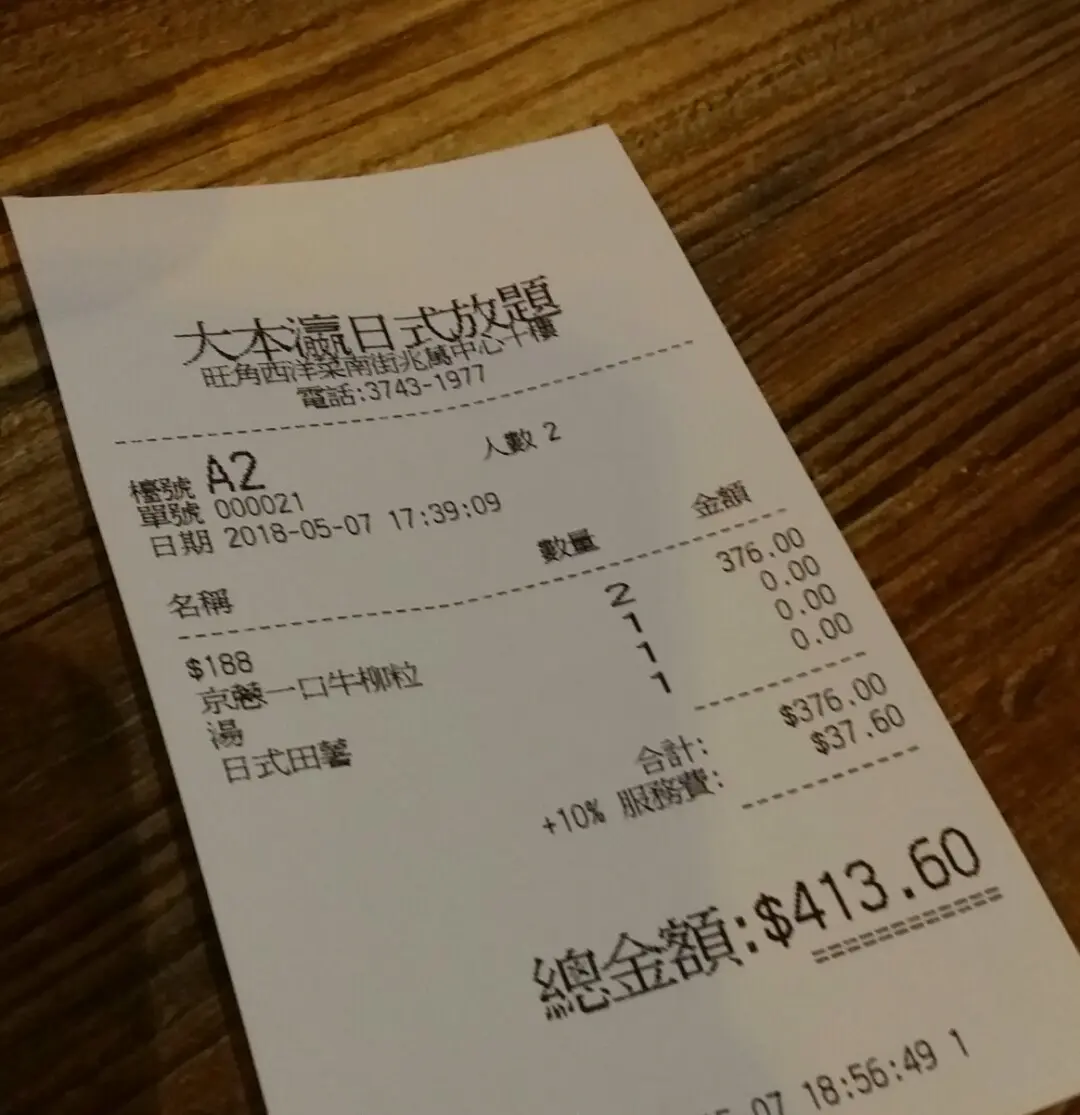 大本瀛日式放題
旺角西洋菜南街兆萬中心十樓
電話:3743-1977
檯號 A2 人數 2
單號 000021
日期 2018-05-07 17:39:09
名稱 數量 金額
$188 2 376.00
京蔥一口牛柳粒 1 0.00
湯 1 0.00
日式田薯 1 0.00
合計: $376.00
+10% 服務費: $37.60
總金額:$413.60
07 18:56:49 1